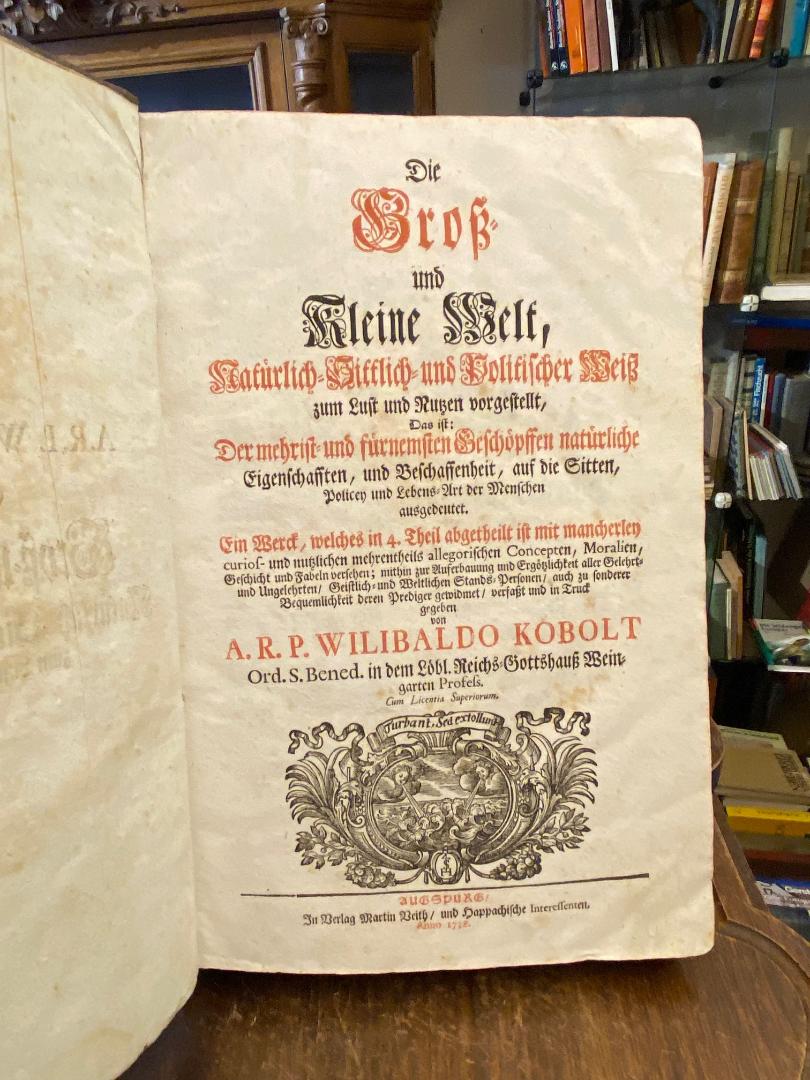 Die
Groß-
und
Kleine Welt,
Natürlich-Sittlich-und Politischer Weiß
zum Lust und Nutzen vorgestellt,
Das ist:
Der mehrist-und fürnemsten Geschöpffen natürliche
Eigenschafften, und Beschaffenheit, auf die Sitten,
Policey und Lebens-Art der Menschen
ausgedeutet.
Ein Werck, welches in 4. Theil abgetheilt ist mit mancherley
curios- und nutzlichen mehrentheils allegorischen Concepten, Moralien,
Geschicht und Fabeln versehen; mithin zur Auferbauung und Ergötzlichkeit aller Gelehrt-
und Ungelehrten/ Geistlich-und Weltlichen Stands-Personen/ auch zu sonderer
Bequemlichkeit deren Prediger gewidmet/ verfaßt und in Truck
gegeben
von
A. R. P. WILIBALDO KOBOLT
Ord. S. Bened. in dem Löbl. Reichs-Gottshauß Wein-
garten Profess.
Cum Licentia Superiorum.
Turbant, Sed extollunt
AUGSPURG/
In Verlag Martin Veith/ und Happachische Interessenten.
Anno 1738.